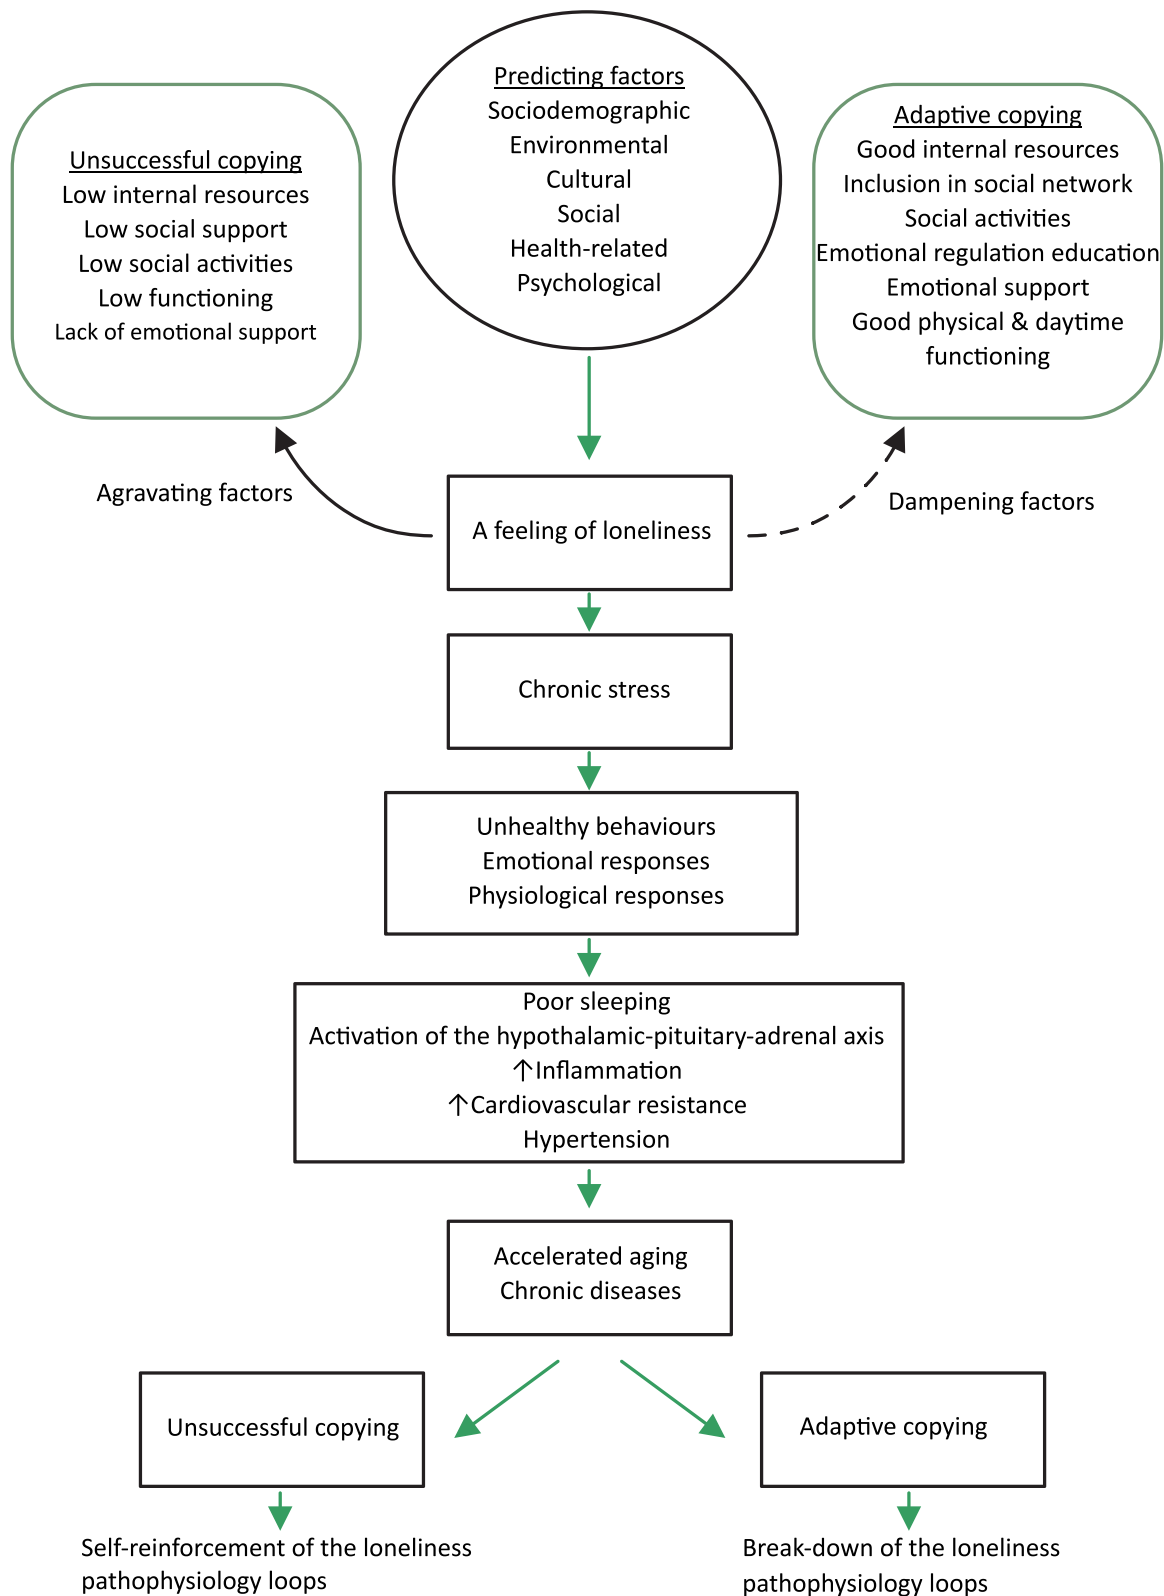 Predicting factors
Sociodemographic
Environmental
Cultural
Social
Health-related
Psychological
Unsuccessful copying
Low internal resources
Low social support
Low social activities
Low functioning
Lack of emotional support
Adaptive copying
Good internal resources
Inclusion in social network
Social activities
Emotional regulation education
Emotional support
Good physical & daytime
functioning
Agravating factors
Dampening factors
A feeling of loneliness
Chronic stress
Unhealthy behaviours
Emotional responses
Physiological responses
Poor sleeping
Activation of the hypothalamic-pituitary-adrenal axis
↑Inflammation
↑Cardiovascular resistance
Hypertension
Accelerated aging
Chronic diseases
Unsuccessful copying
Adaptive copying
Self-reinforcement of the loneliness
pathophysiology loops
Break-down of the loneliness
pathophysiology loops